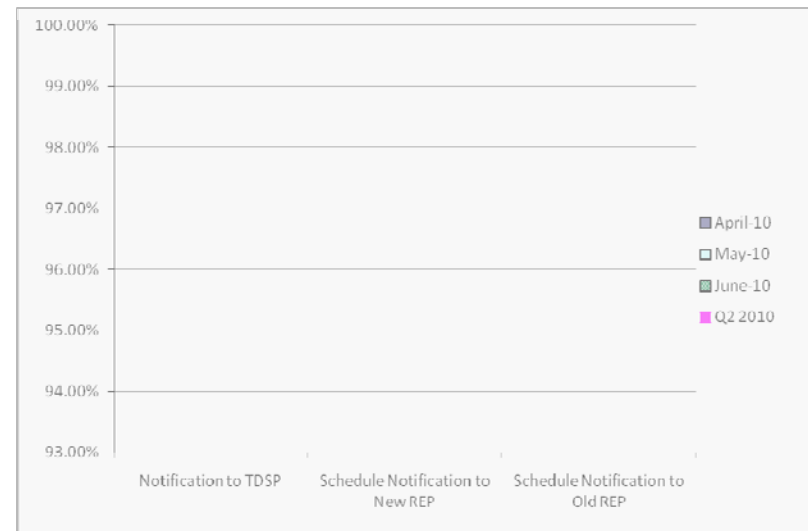 100.00%
99.00%
98.00%
97.00%
96.00%
95.00%
94.00%
93.00%
April-10
May-10
June-10
Q2 2010
Notification to TDSP
Schedule Notification to
New REP
Schedule Notification to
Old REP